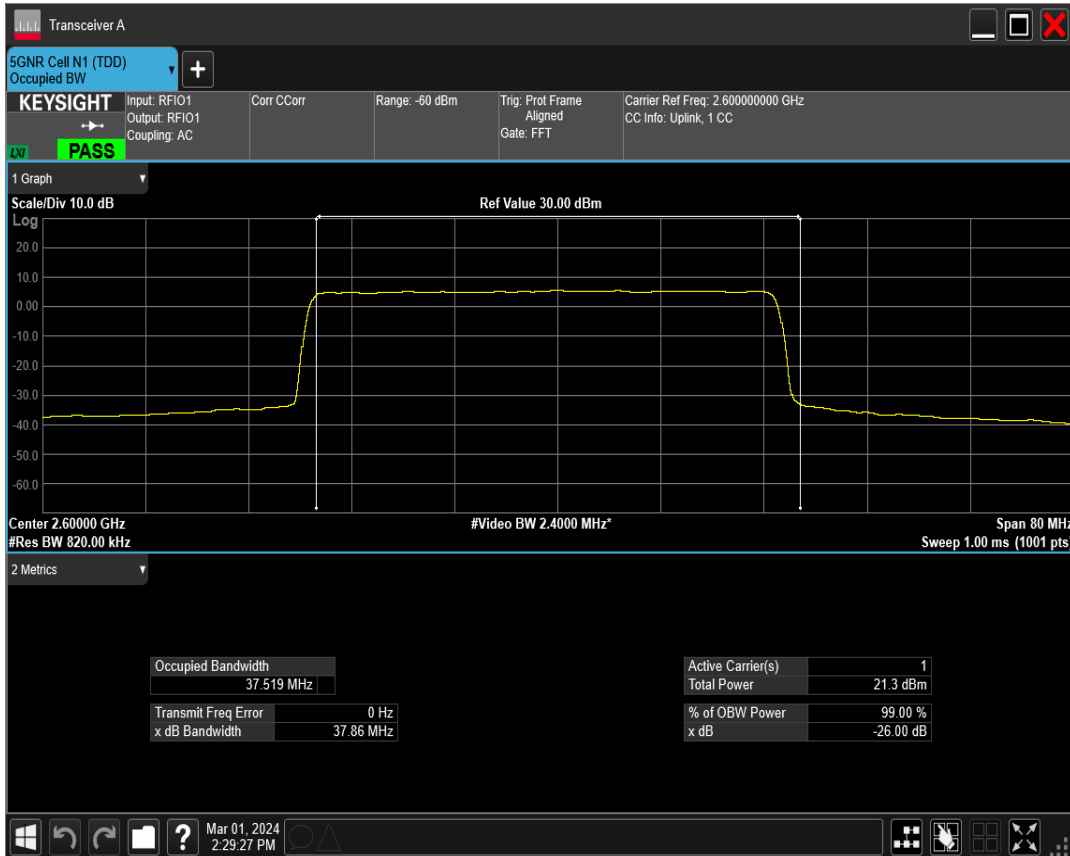 Transceiver A
5GNR Cell N1 (TDD)
Occupied BW
+
KEYSIGHT
LXI
PASS
Input: RFIO1
Output: RFIO1
Coupling: AC
Corr CCorr
Range: -60 dBm
Trig: Prot Frame
Aligned
Gate: FFT
Carrier Ref Freq: 2.600000000 GHz
CC Info: Uplink, 1 CC
1 Graph
Scale/Div 10.0 dB
Ref Value 30.00 dBm
Log
20.0
10.0
0.00
-10.0
-20.0
-30.0
-40.0
-50.0
-60.0
Center 2.60000 GHz
#Video BW 2.4000 MHz*
Span 80 MHz
#Res BW 820.00 kHz
Sweep 1.00 ms (1001 pts)
2 Metrics
Occupied Bandwidth
37.519 MHz
Transmit Freq Error 0 Hz
x dB Bandwidth 37.86 MHz
Active Carrier(s) 1
Total Power 21.3 dBm
% of OBW Power 99.00 %
x dB -26.00 dB
?
Mar 01, 2024
2:29:27 PM